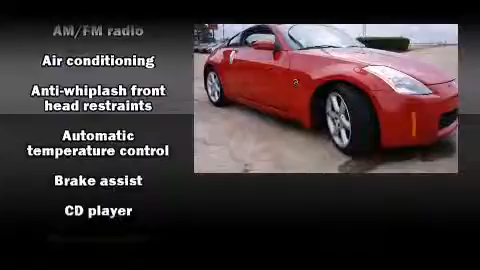 AM/FM radio
Air conditioning
Anti-whiplash front
head restraints
Automatic
temperature control
Brake assist
CD player